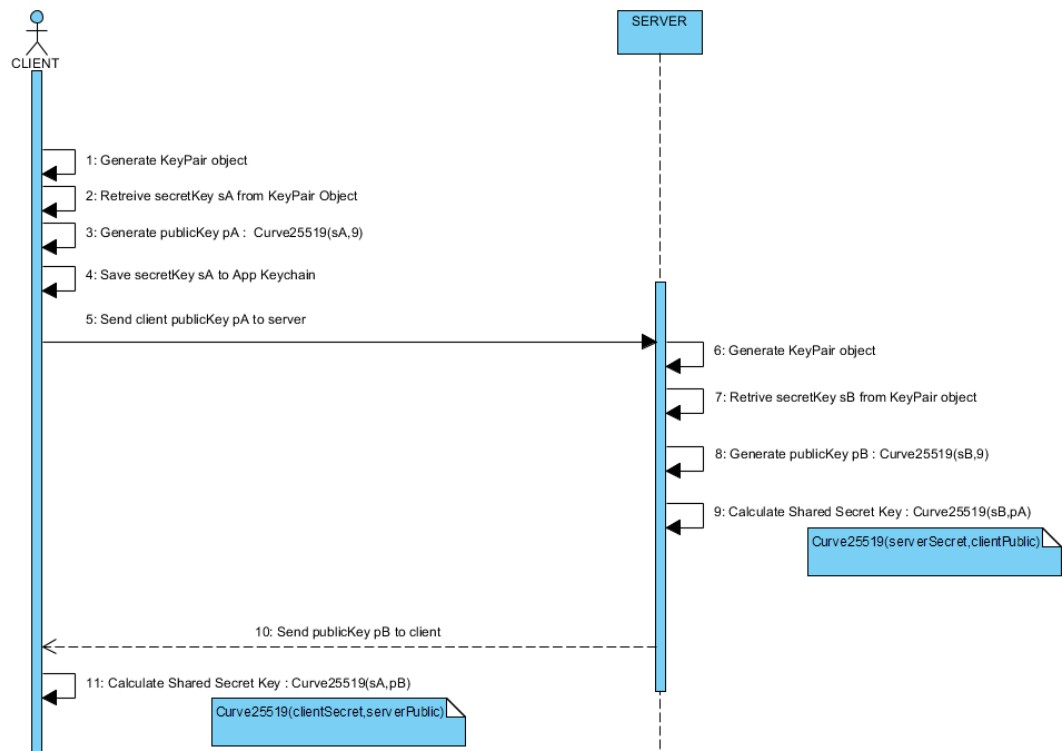 SERVER
CLIENT
1: Generate KeyPair object
2: Retreive secretKey sA from KeyPair Object
3: Generate publicKey pA :  Curve25519(sA,9)
4: Save secretKey sA to App Keychain
5: Send client publicKey pA to server
6: Generate KeyPair object
7: Retrive secretKey sB from KeyPair object
8: Generate publicKey pB : Curve25519(sB,9)
9: Calculate Shared Secret Key : Curve25519(sB,pA)
Curve25519(serverSecret,clientPublic)
10: Send publicKey pB to client
11: Calculate Shared Secret Key : Curve25519(sA,pB)
Curve25519(clientSecret,serverPublic)